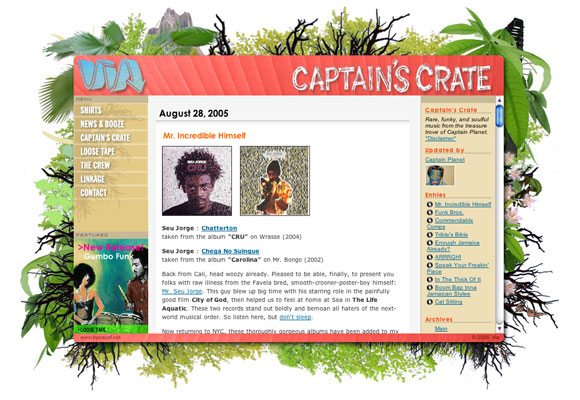 VIA
CAPTAIN'S CRATE
MENU
SHIRTS
NEWS & BOOZE
CAPTAIN'S CRATE
LOOSE TAPE
THE CREW
LINKAGE
CONTACT
FEATURES
>New Release!
Gumbo Funk
LOOSE TAPE
August 28, 2005
Mr. Incredible Himself
SEU JORGE
CRU
Seu Jorge : Chatterton
taken from the album "CRU" on Wrasse (2004)
Seu Jorge : Chega No Suingue
taken from the album "Carolina" on Mr. Bongo (2002)
Back from Cali, head woozy already. Pleased to be able, finally, to present you
folks with raw illness from the Favela bred, smooth-crooner-poster-boy himself:
Mr. Seu Jorge. This guy blew up big time with his starring role in the painfully
good film City of God, then helped us to feel at home at Sea in The Life
Aquatic. These two records stand out boldly and bemoan all haters of the next-
world musical order. So listen here, but don't sleep.
Now returning to NYC, these thoroughly gorgeous albums have been added to my
Captain's Crate
Rare, funky, and soulful
music from the treasure
trove of Captain Planet.
*Disclaimer*
Updated by
Captain Planet
Entries
Mr. Incredible Himself
Funk Bros.
Commendable
Comps
Tribe's Bible
Enough Jamaica
Already?
ARRRGH!
Speak Your Freakin'
Piece
In The Thick Of It
Boom Bap Inna
Jamaican Styles
Cat Sitting
Archives
Main
© 2005 Via